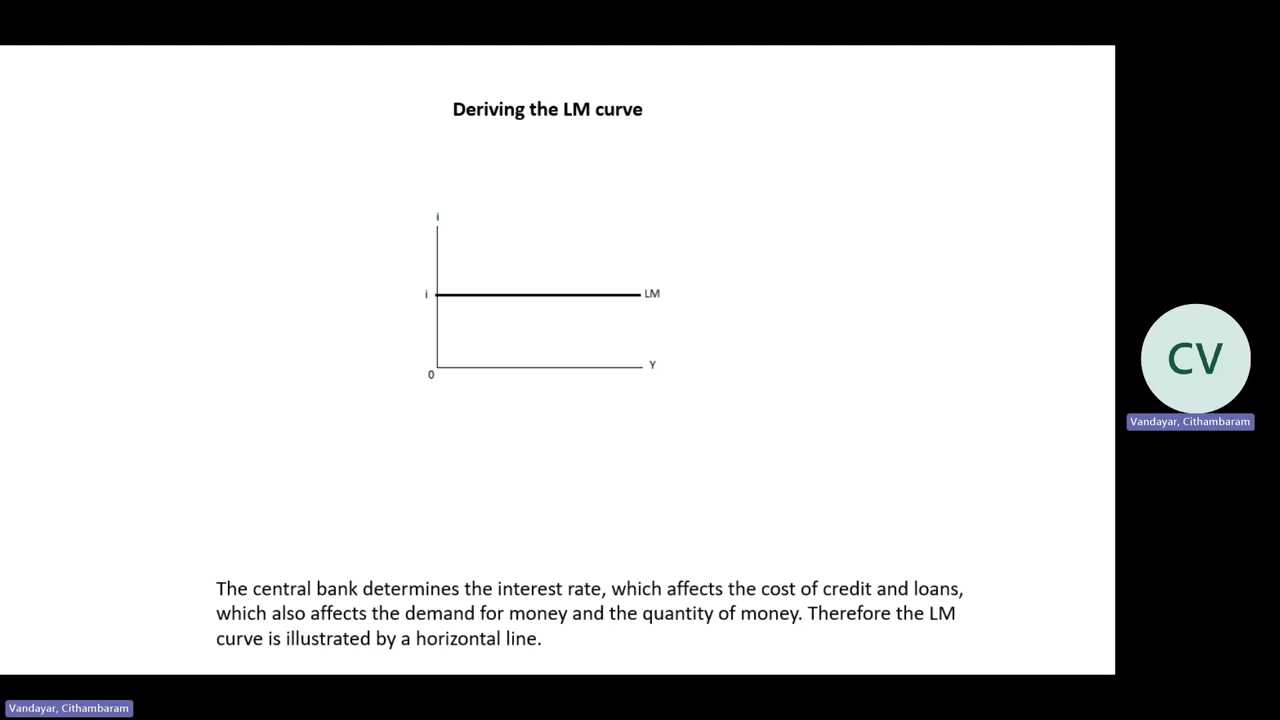 Deriving the LM curve
i
i
LM
Y
0
CV
Vandayar, Cithambaram
The central bank determines the interest rate, which affects the cost of credit and loans,
which also affects the demand for money and the quantity of money. Therefore the LM
curve is illustrated by a horizontal line.
Vandayar, Cithambaram